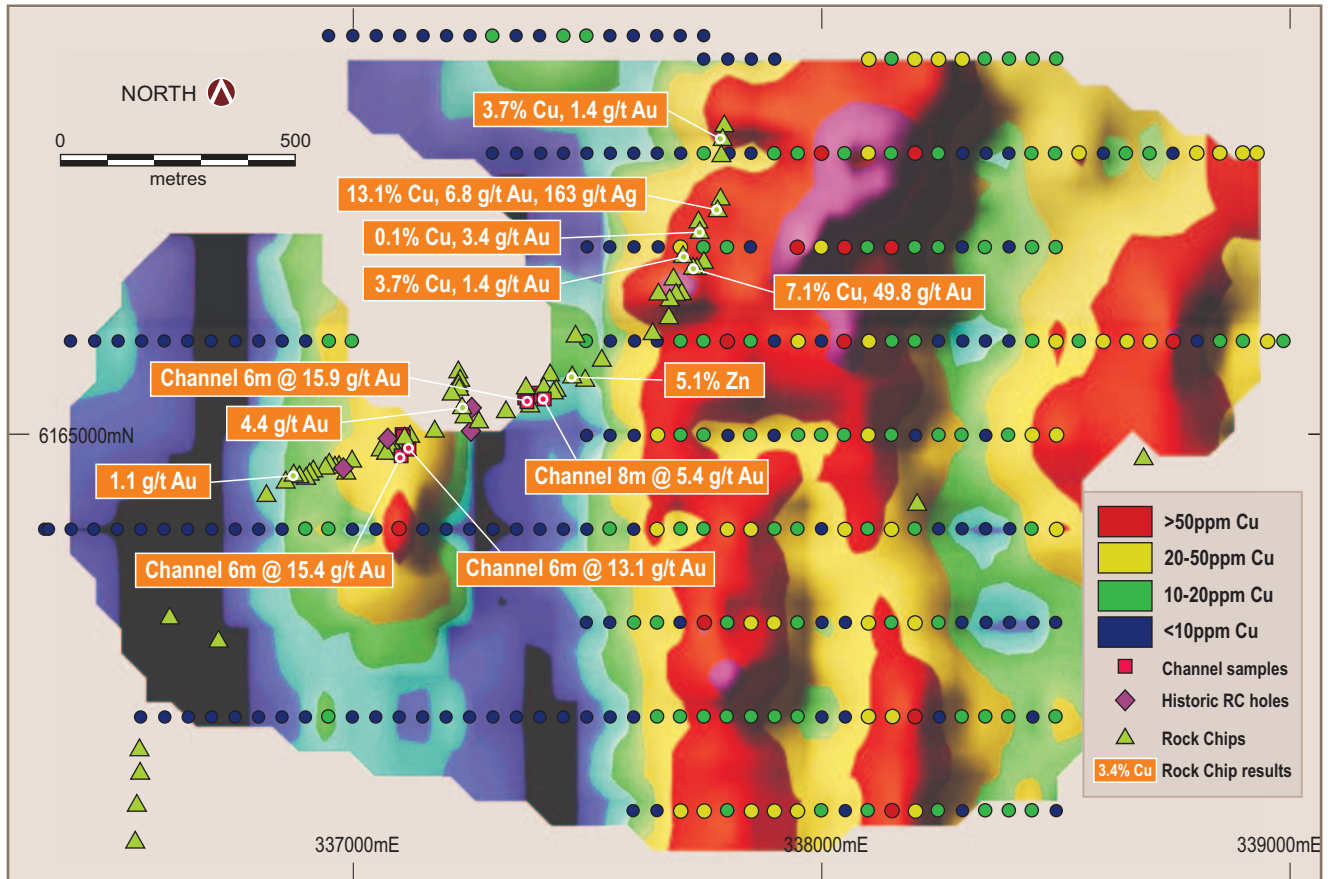 NORTH
0 500
metres
3.7% Cu, 1.4 g/t Au
13.1% Cu, 6.8 g/t Au, 163 g/t Ag
0.1% Cu, 3.4 g/t Au
3.7% Cu, 1.4 g/t Au
7.1% Cu, 49.8 g/t Au
Channel 6m @ 15.9 g/t Au
5.1% Zn
4.4 g/t Au
6165000mN
Channel 8m @ 5.4 g/t Au
1.1 g/t Au
Channel 6m @ 15.4 g/t Au
Channel 6m @ 13.1 g/t Au
>50ppm Cu
20-50ppm Cu
10-20ppm Cu
<10ppm Cu
Channel samples
Historic RC holes
Rock Chips
3.4% Cu Rock Chip results
337000mE 338000mE 339000mE